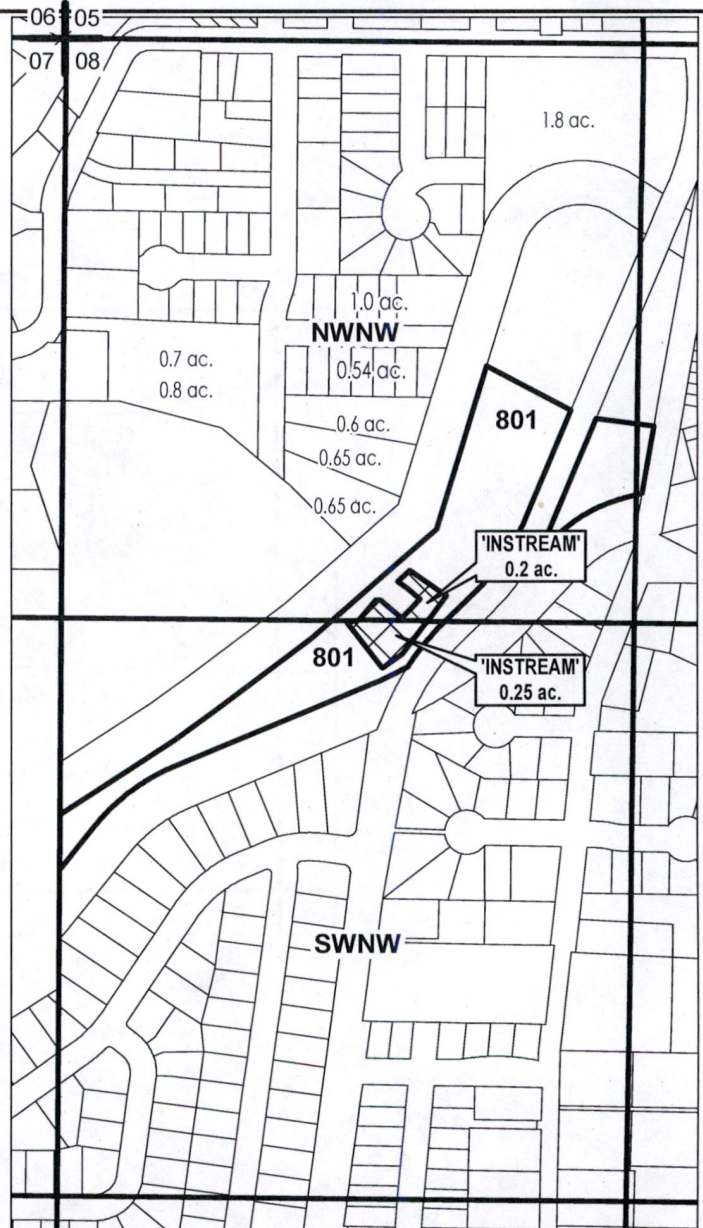 06 05
07 08
1.8 ac.
1.0 ac.
NWNW
0.7 ac.
0.8 ac.
0.54 ac.
0.6 ac.
0.65 ac.
0.65 ac.
801
'INSTREAM'
0.2 ac.
801
'INSTREAM'
0.25 ac.
SWNW